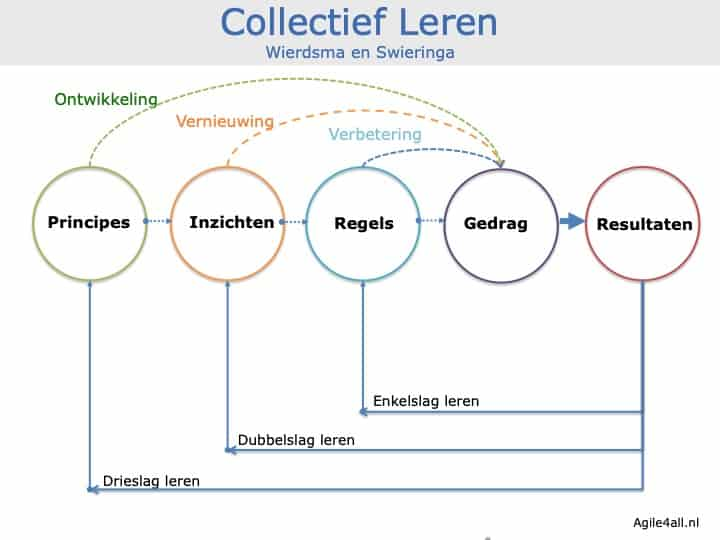 Collectief Leren
Wierdsma en Swieringa
Ontwikkeling
Vernieuwing
Verbetering
Principes
Inzichten
Regels
Gedrag
Resultaten
Enkelslag leren
Dubbelslag leren
Drieslag leren
Agile4all.nl